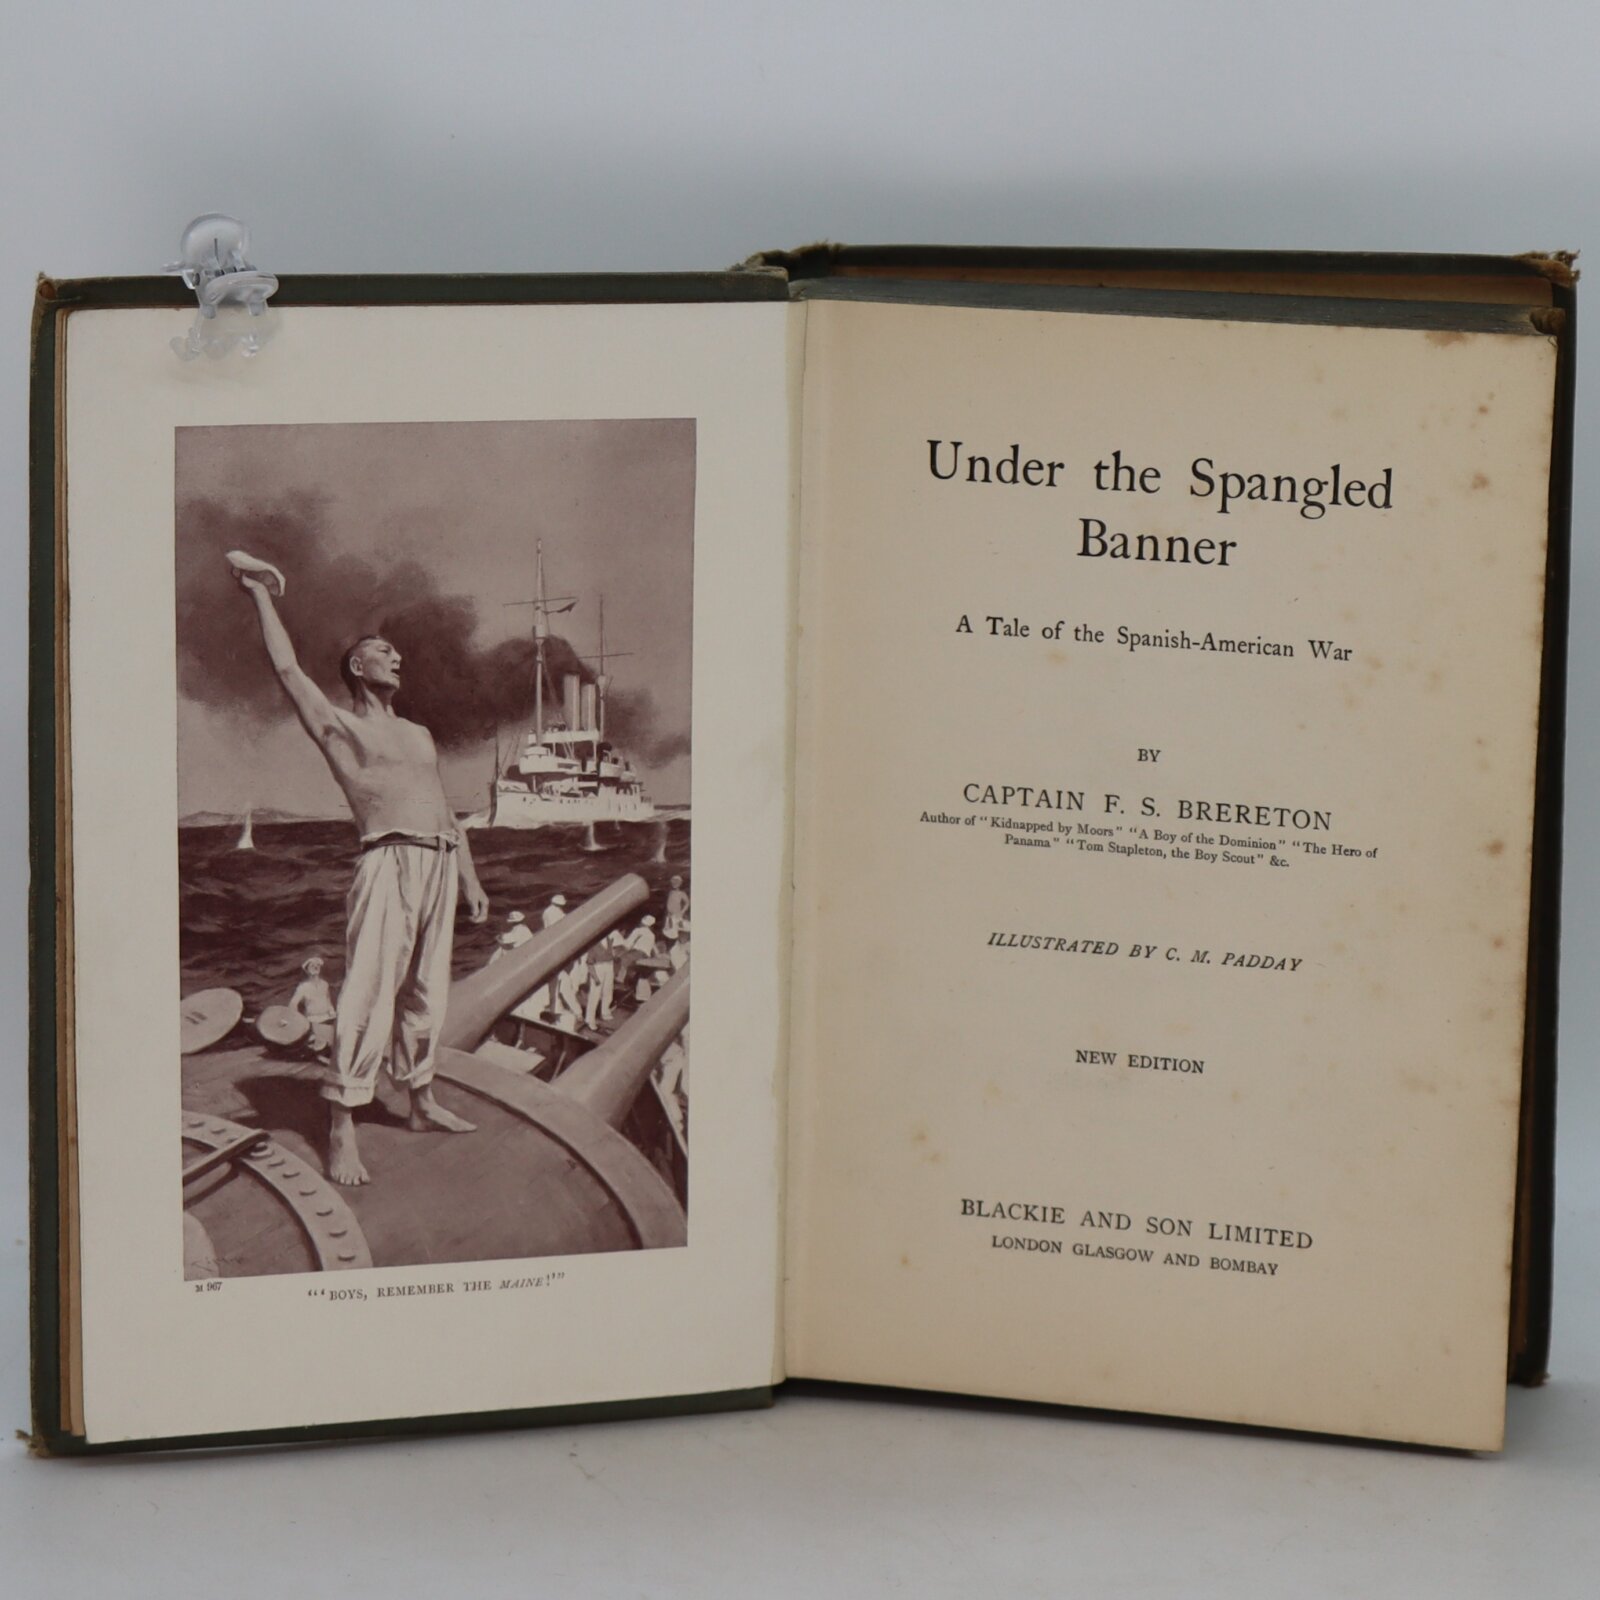 M 967
"'BOYS, REMEMBER THE MAINE!'"
Under the Spangled
Banner
A Tale of the Spanish-American War
BY
CAPTAIN F. S. BRERETON
Author of "Kidnapped by Moors" "A Boy of the Dominion" "The Hero of
Panama" "Tom Stapleton, the Boy Scout" &c.
ILLUSTRATED BY C. M. PADDAY
NEW EDITION
BLACKIE AND SON LIMITED
LONDON GLASGOW AND BOMBAY